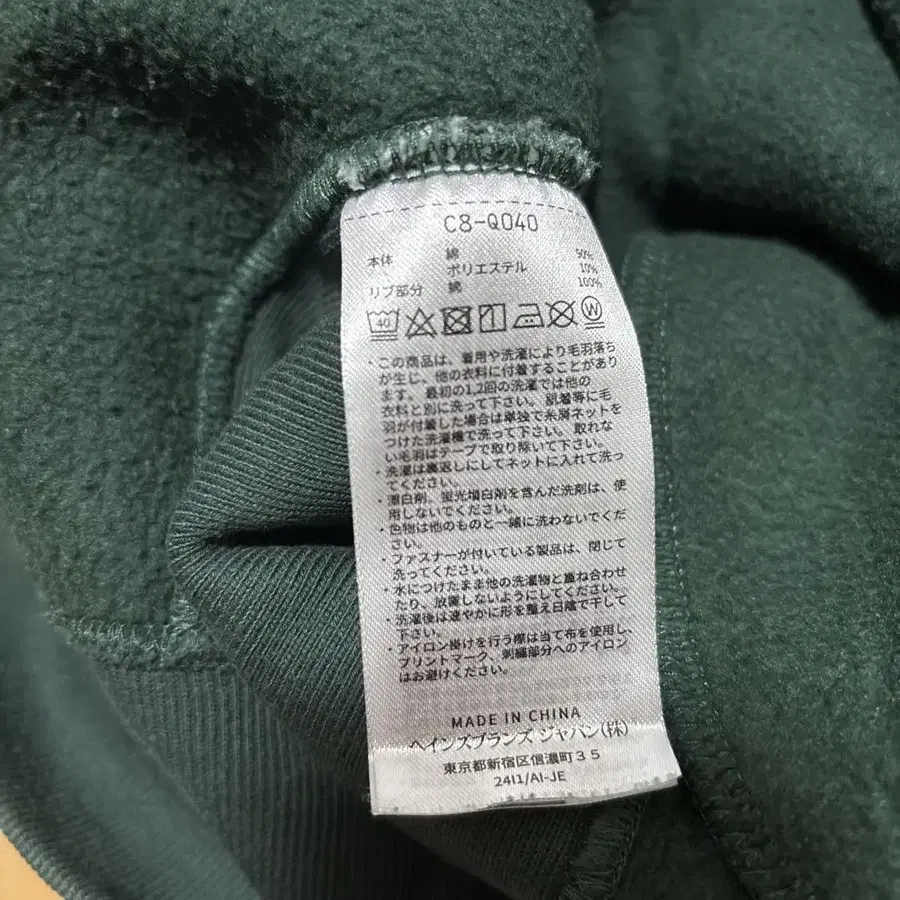 C8-Q040
本体 綿 90%
ポリエステル 10%
リブ部分 綿 100%
40 W
・この商品は、着用や洗濯により毛羽落ち
が生じ、他の衣料に付着することがあり
ます。最初の1,2回の洗濯では他の
衣料と別に洗って下さい。肌着等に毛
羽が付着した場合は単独で糸屑ネットを
つけた洗濯機で洗って下さい。取れな
い毛羽はテープで取り除いて下さい。
・洗濯は裏返しにしてネットに入れて洗っ
てください。
・漂白剤、蛍光増白剤を含んだ洗剤は、使
用しないでください。
・色物は他のものと一緒に洗わないでくだ
さい。
・ファスナーが付いている製品は、閉じて
洗ってください。
・水につけたまま他の洗濯物と重ね合わせ
たり、放置しないようにしてください。
・洗濯後は速やかに形を整え日陰で干して
下さい。
・アイロン掛けを行う際は当て布を使用し、
プリントマーク、刺繍部分へのアイロン
はお避けください。
MADE IN CHINA
ヘインズブランズ ジャパン(株)
東京都新宿区信濃町35
2411/AI-JE